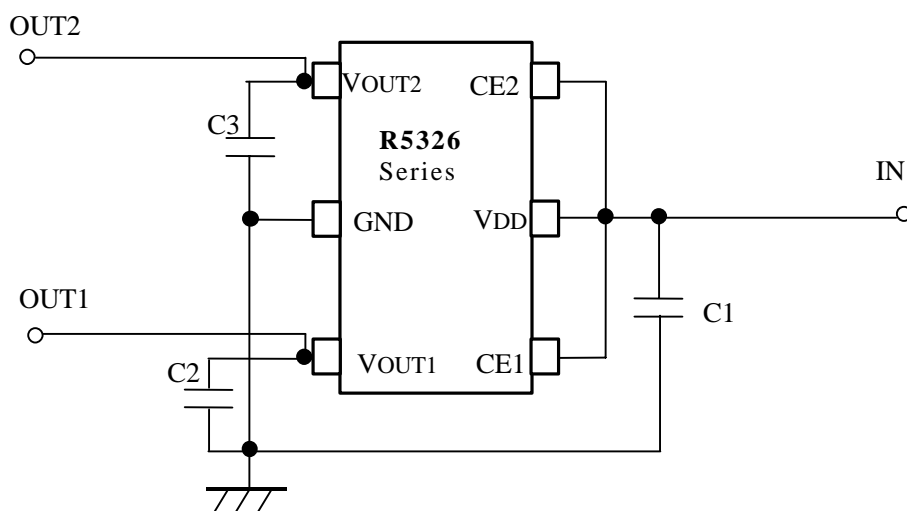 OUT2
VOUT2
CE2
C3
R5326
Series
IN
GND
VDD
OUT1
C1
VOUT1
CE1
C2